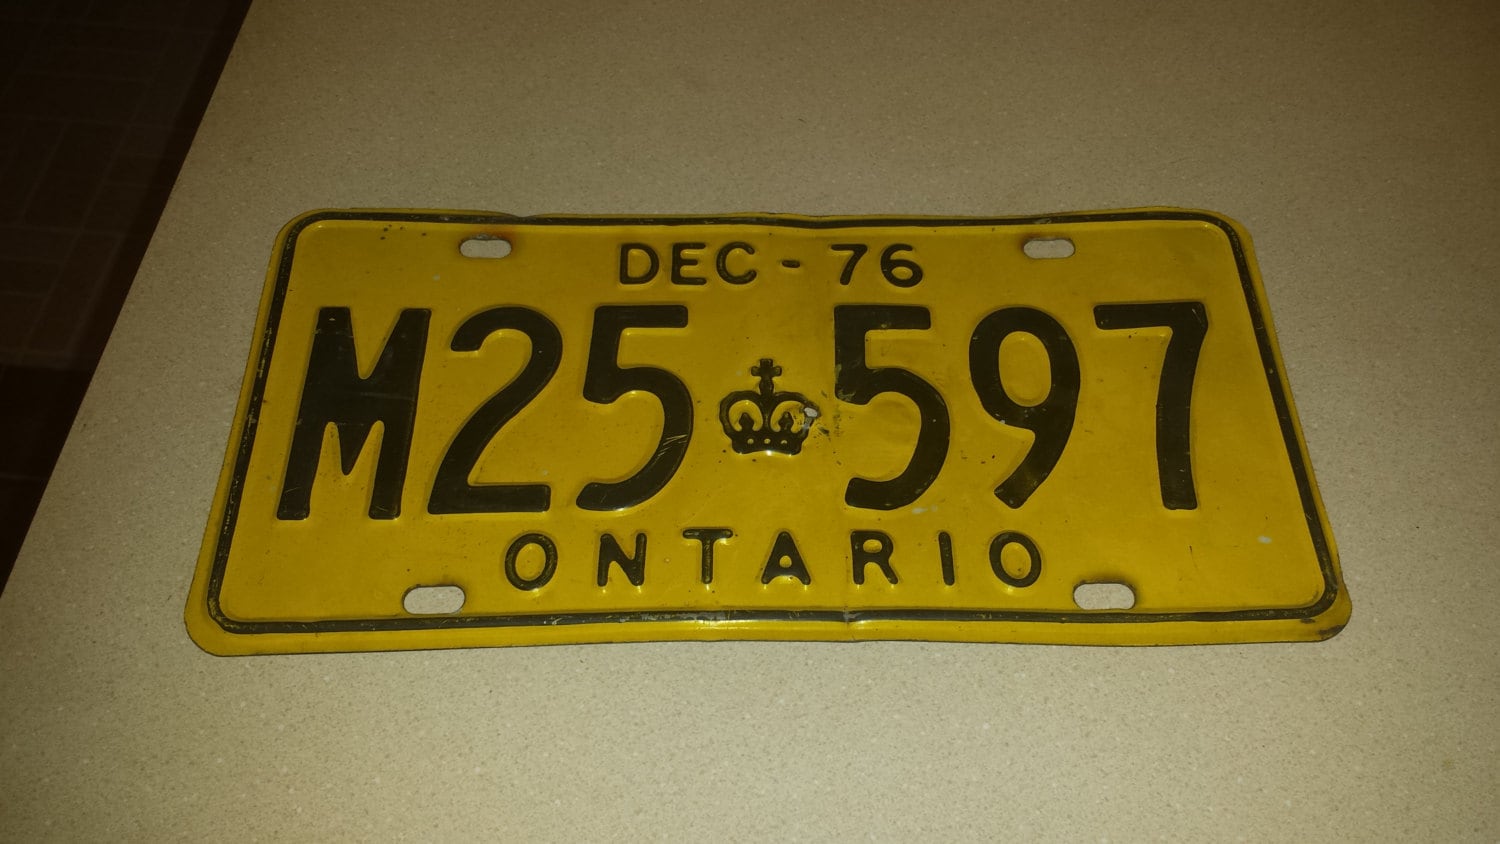 DEC - 76
M25 597
ONTARIO